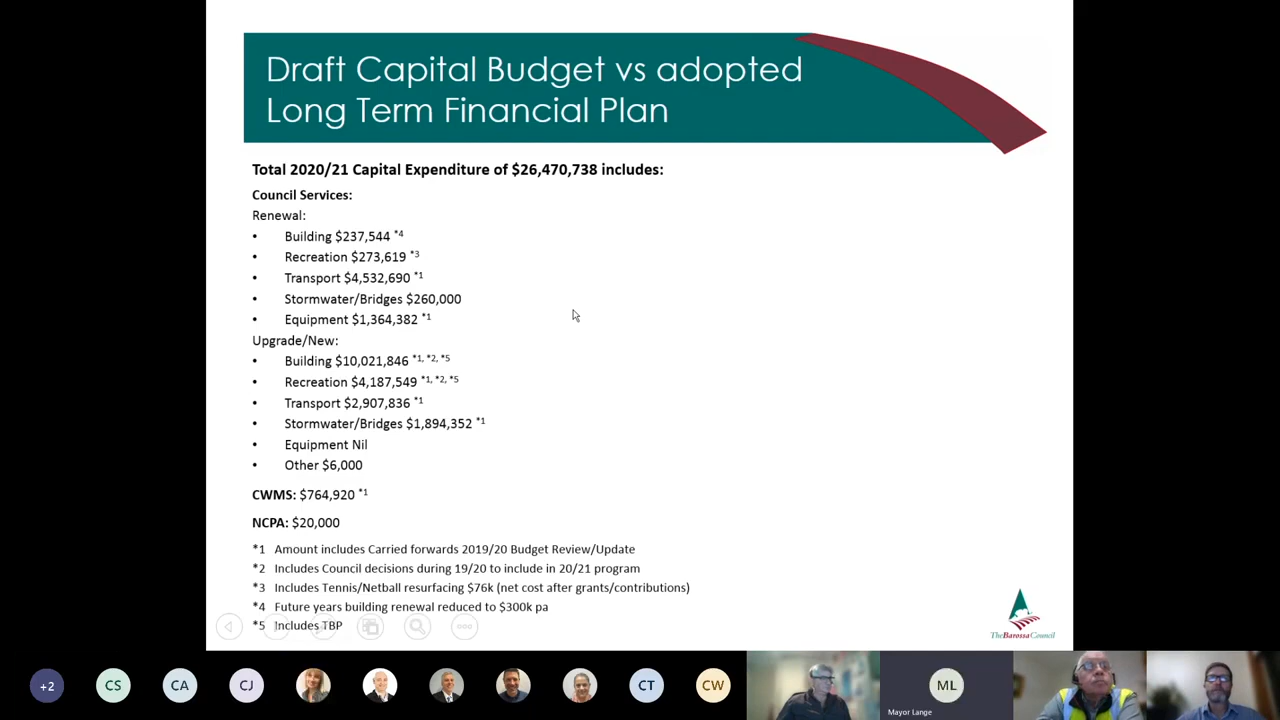 Draft Capital Budget vs adopted
Long Term Financial Plan
Total 2020/21 Capital Expenditure of $26,470,738 includes:
Council Services:
Renewal:
• Building $237,544 *4
• Recreation $273,619 *3
• Transport $4,532,690 *1
• Stormwater/Bridges $260,000
• Equipment $1,364,382 *1
Upgrade/New:
• Building $10,021,846 *1, *2, *5
• Recreation $4,187,549 *1, *2, *5
• Transport $2,907,836 *1
• Stormwater/Bridges $1,894,352 *1
• Equipment Nil
• Other $6,000
CWMS: $764,920 *1
NCPA: $20,000
*1 Amount includes Carried forwards 2019/20 Budget Review/Update
*2 Includes Council decisions during 19/20 to include in 20/21 program
*3 Includes Tennis/Netball resurfacing $76k (net cost after grants/contributions)
*4 Future years building renewal reduced to $300k pa
*5 Includes TBP
The Barossa Council
+2 CS CA CJ CT CW ML
Mayor Lange